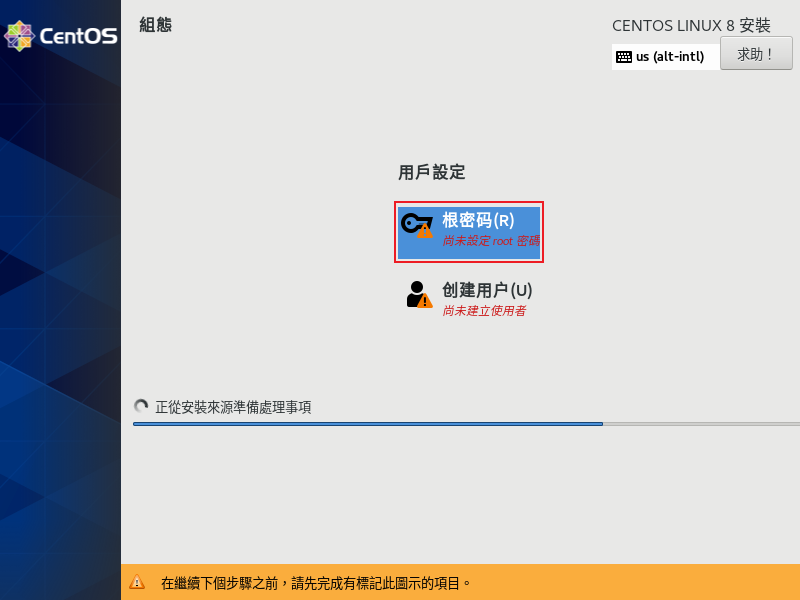 CentOS
組態
CENTOS LINUX 8 安裝
us (alt-intl)
求助！
用戶設定
根密码(R)
尚未設定 root 密碼
创建用户(U)
尚未建立使用者
正從安裝來源準備處理事項
在繼續下個步驟之前，請先完成有標記此圖示的項目。